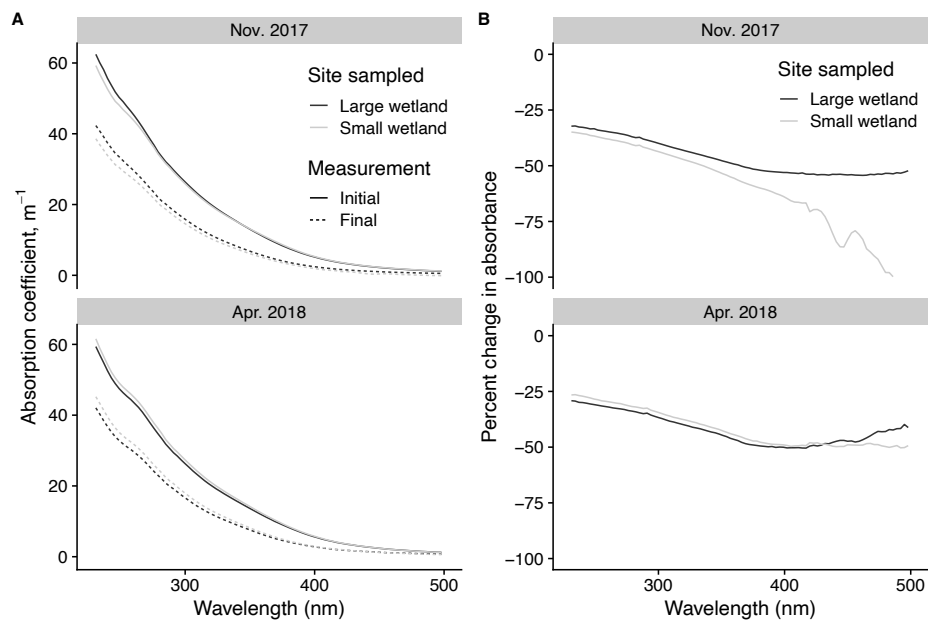 A
Nov. 2017
60
40
20
0
Site sampled
Large wetland
Small wetland
Measurement
Initial
Final
Apr. 2018
60
40
20
0
300
400
500
Wavelength (nm)
Absorption coefficient, m⁻¹
B
Nov. 2017
0
−25
−50
−75
−100
Site sampled
Large wetland
Small wetland
Apr. 2018
0
−25
−50
−75
−100
300
400
500
Wavelength (nm)
Percent change in absorbance